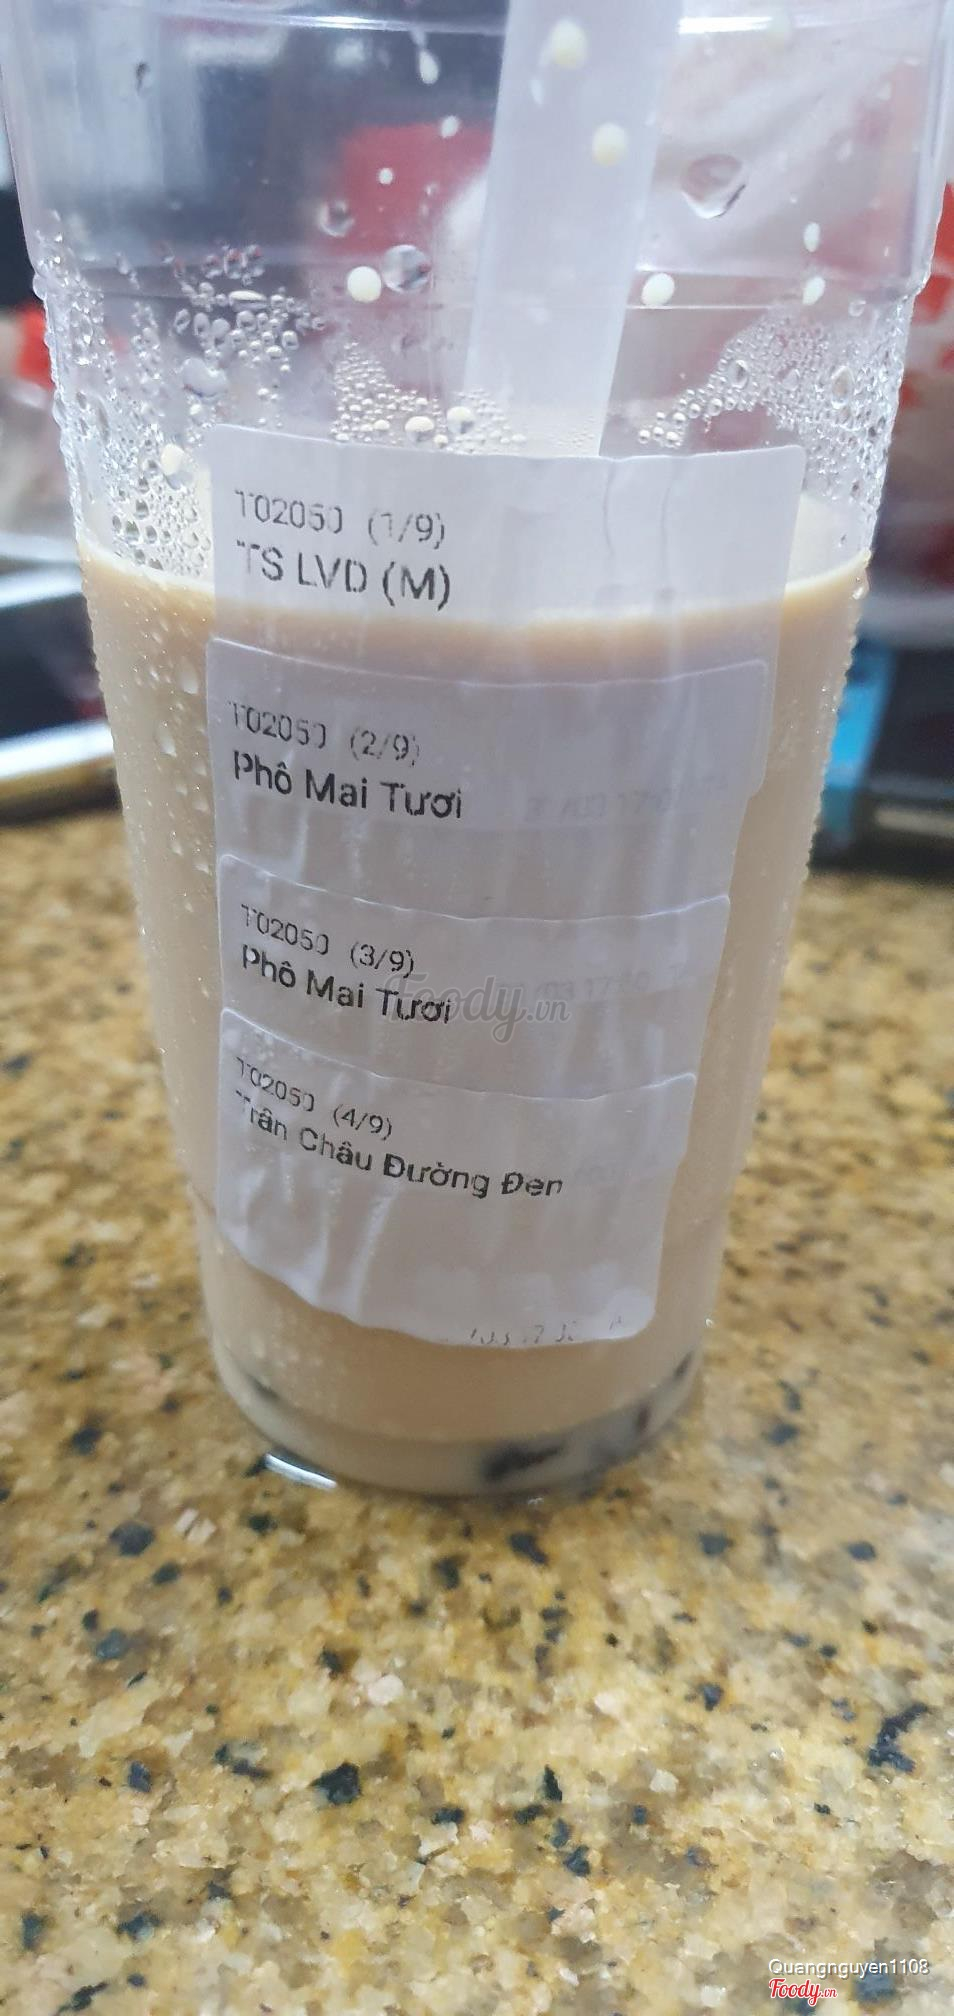 T02050 (1/9)
TS LVD (M)
T02050 (2/9)
Phô Mai Tươi
T02050 (3/9)
Phô Mai Tươi
Foody.vn
T02050 (4/9)
Trân Châu Đường Đen
Quangnguyen1108
Foody.vn